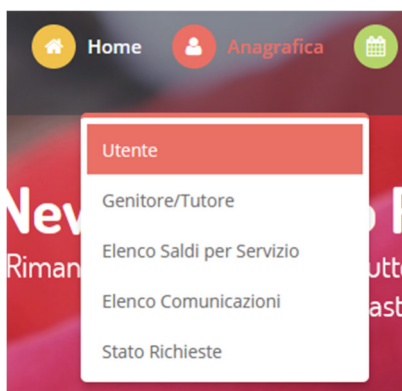 Home Anagrafica
Utente
Genitore/Tutore
Elenco Saldi per Servizio
Elenco Comunicazioni
Stato Richieste